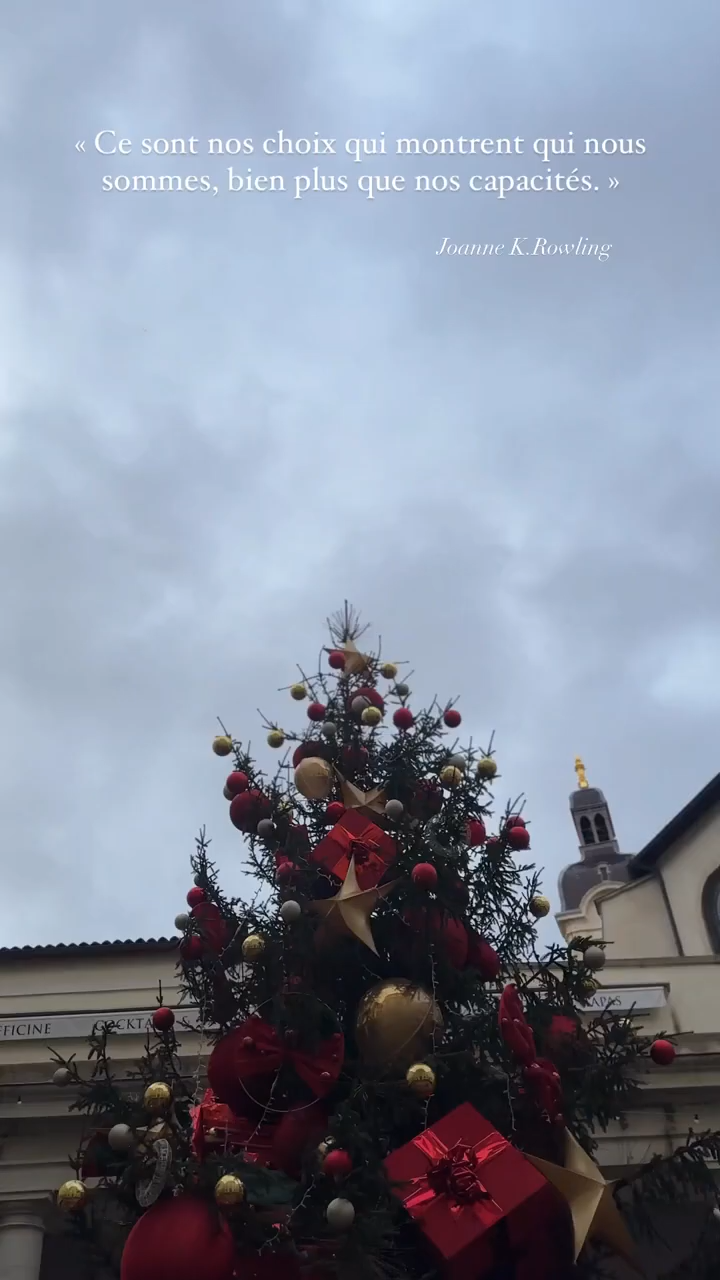 « Ce sont nos choix qui montrent qui nous
sommes, bien plus que nos capacités. »
Joanne K.Rowling